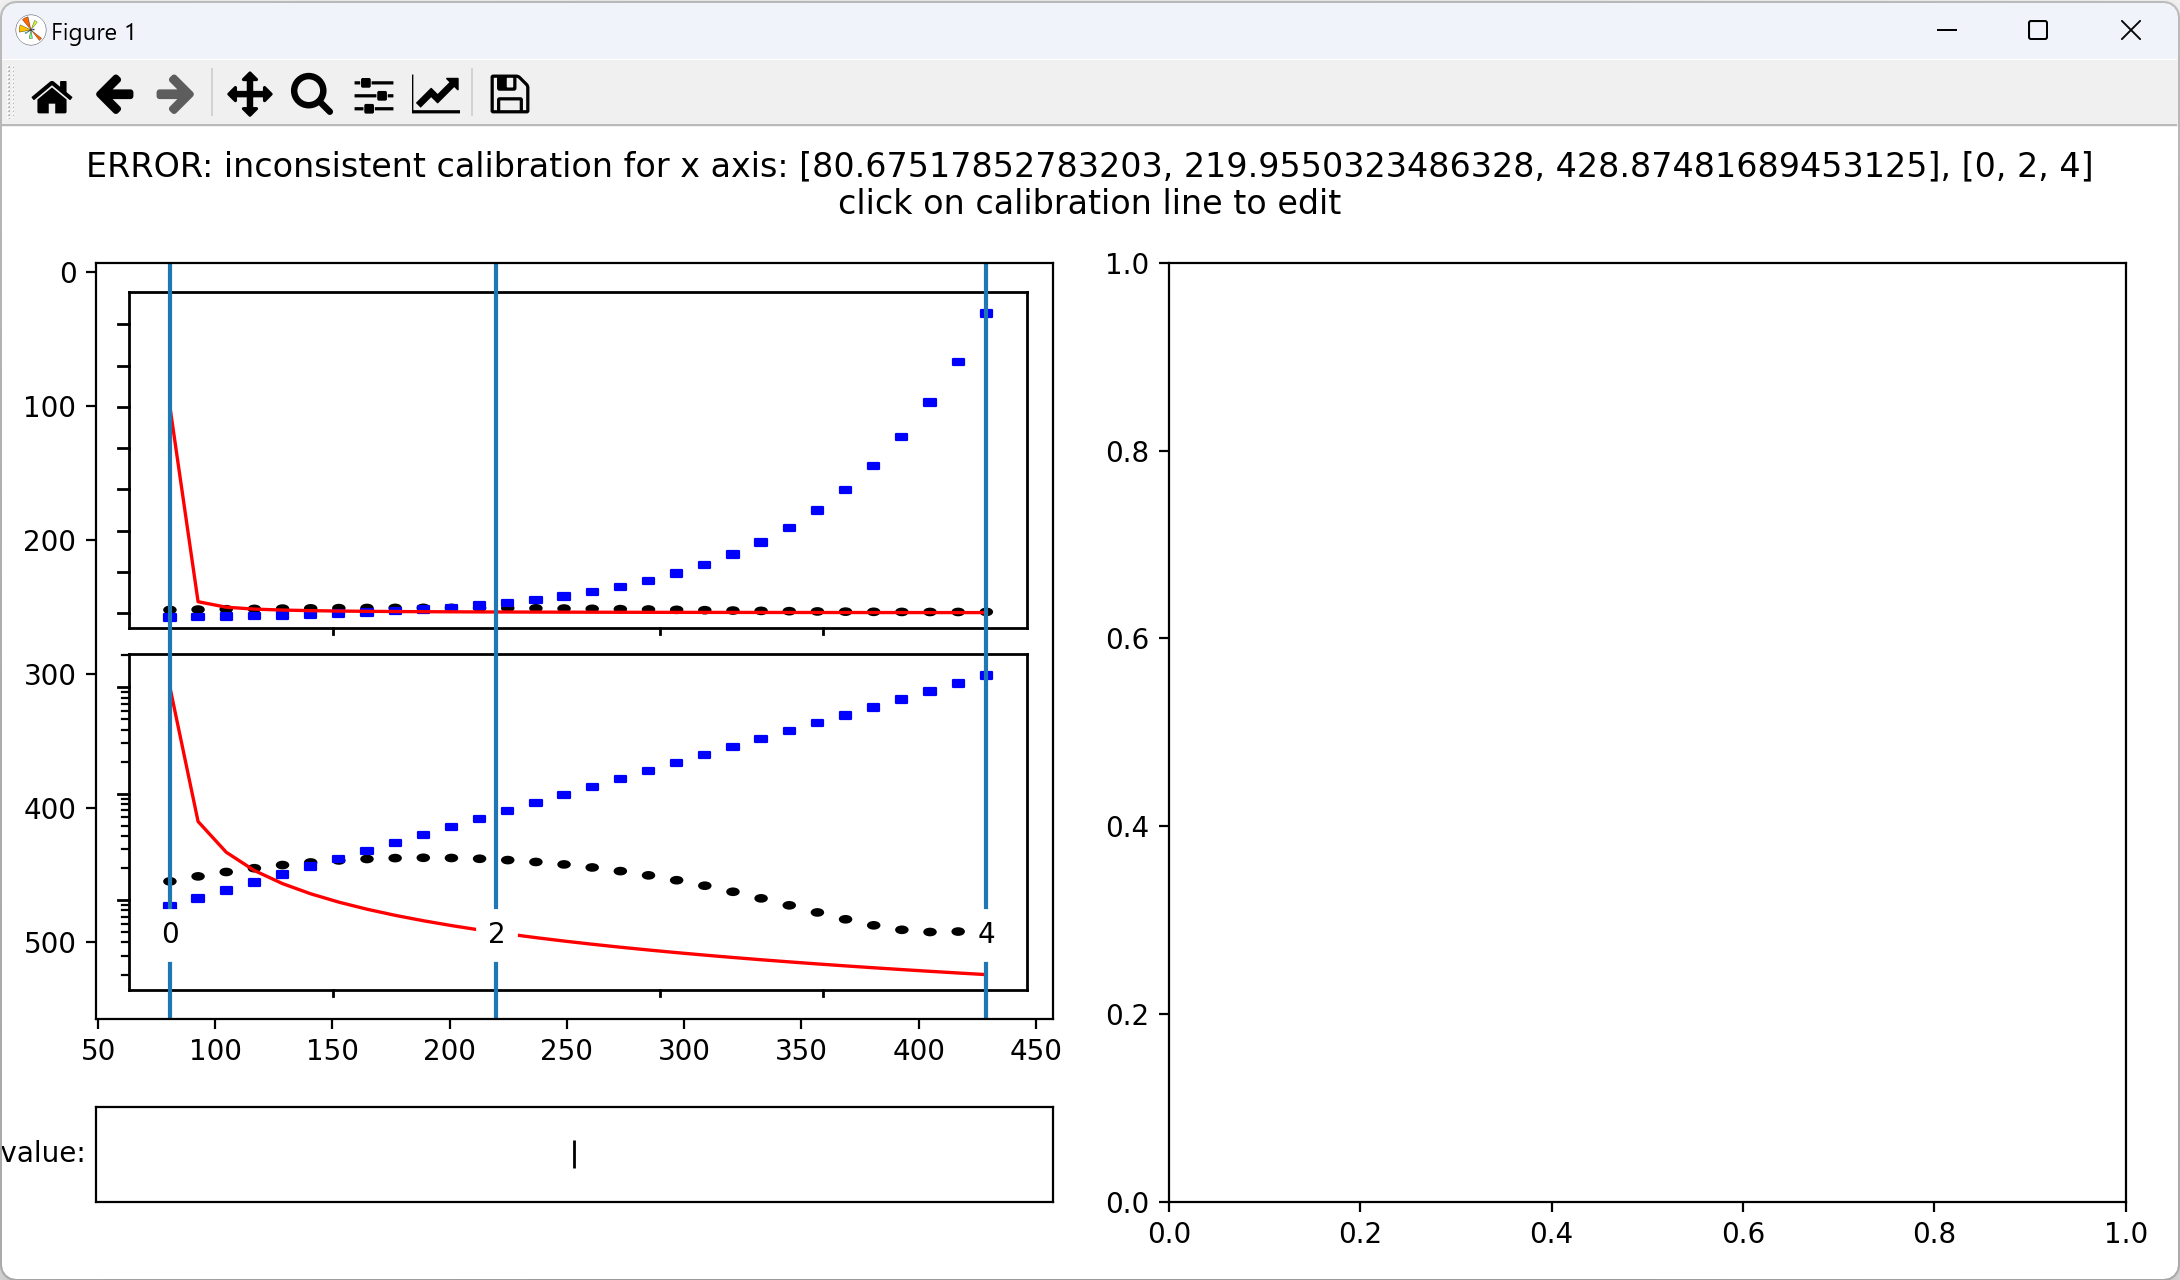 Figure 1
ERROR: inconsistent calibration for x axis: [80.67517852783203, 219.9550323486328, 428.87481689453125], [0, 2, 4]
click on calibration line to edit
0
100
200
300
400
500
0 2 4
50 100 150 200 250 300 350 400 450
value:
1.0
0.8
0.6
0.4
0.2
0.0
0.0 0.2 0.4 0.6 0.8 1.0